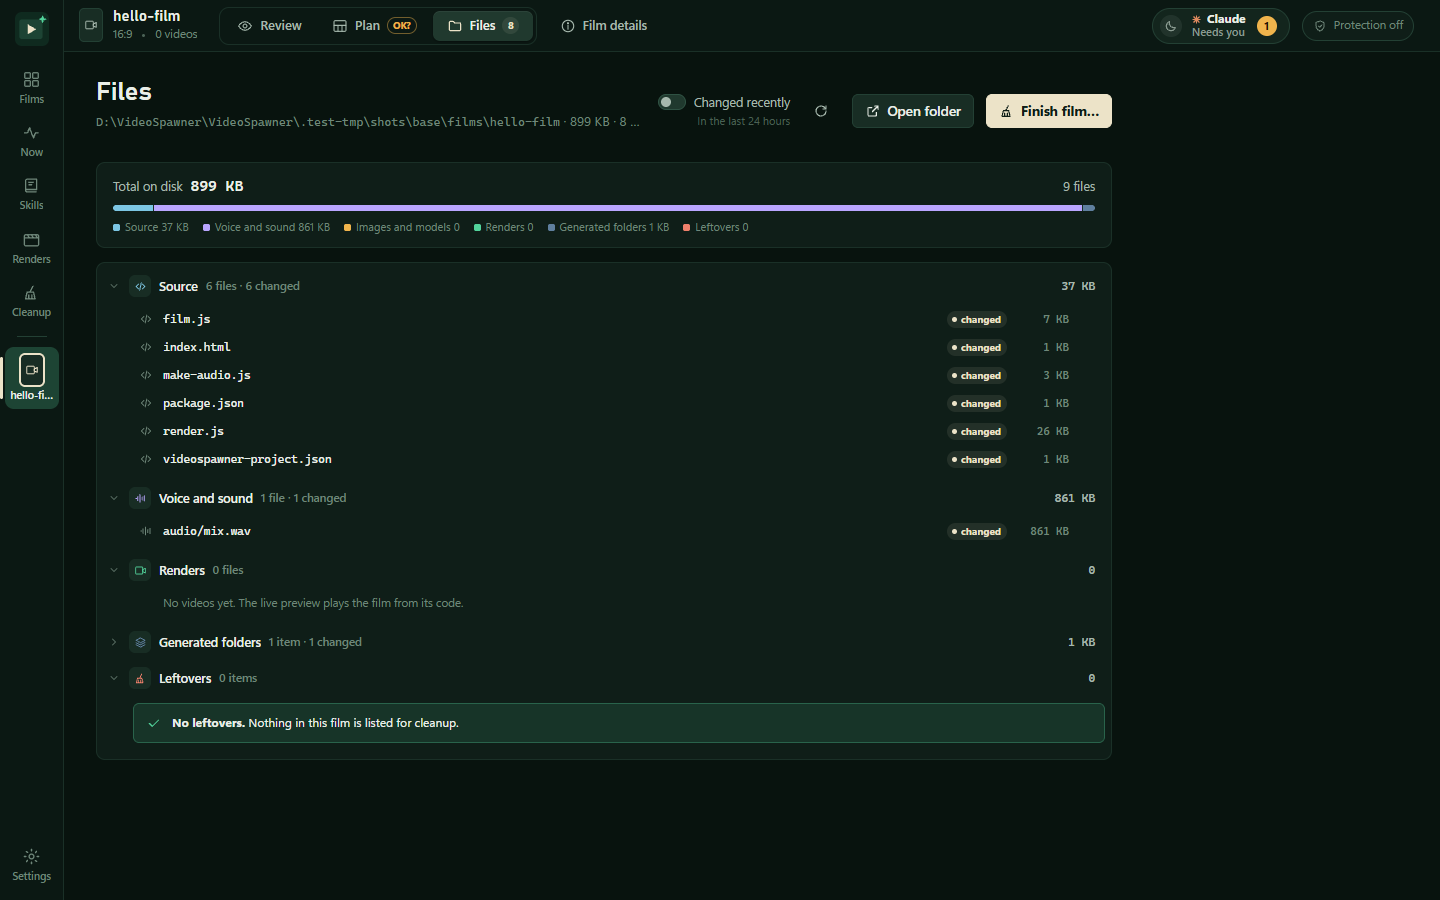 hello-film
16:9 • 0 videos
Review
Plan OK?
Files 8
Film details
Claude
Needs you
1
Protection off
Films
Now
Skills
Renders
Cleanup
hello-fi...
Settings
Files
D:\VideoSpawner\VideoSpawner\.test-tmp\shots\base\films\hello-film · 899 KB · 8 ...
Changed recently
In the last 24 hours
Open folder
Finish film...
Total on disk 899 KB
9 files
Source 37 KB
Voice and sound 861 KB
Images and models 0
Renders 0
Generated folders 1 KB
Leftovers 0
Source 6 files · 6 changed 37 KB
film.js changed 7 KB
index.html changed 1 KB
make-audio.js changed 3 KB
package.json changed 1 KB
render.js changed 26 KB
videospawner-project.json changed 1 KB
Voice and sound 1 file · 1 changed 861 KB
audio/mix.wav changed 861 KB
Renders 0 files 0
No videos yet. The live preview plays the film from its code.
Generated folders 1 item · 1 changed 1 KB
Leftovers 0 items 0
No leftovers. Nothing in this film is listed for cleanup.